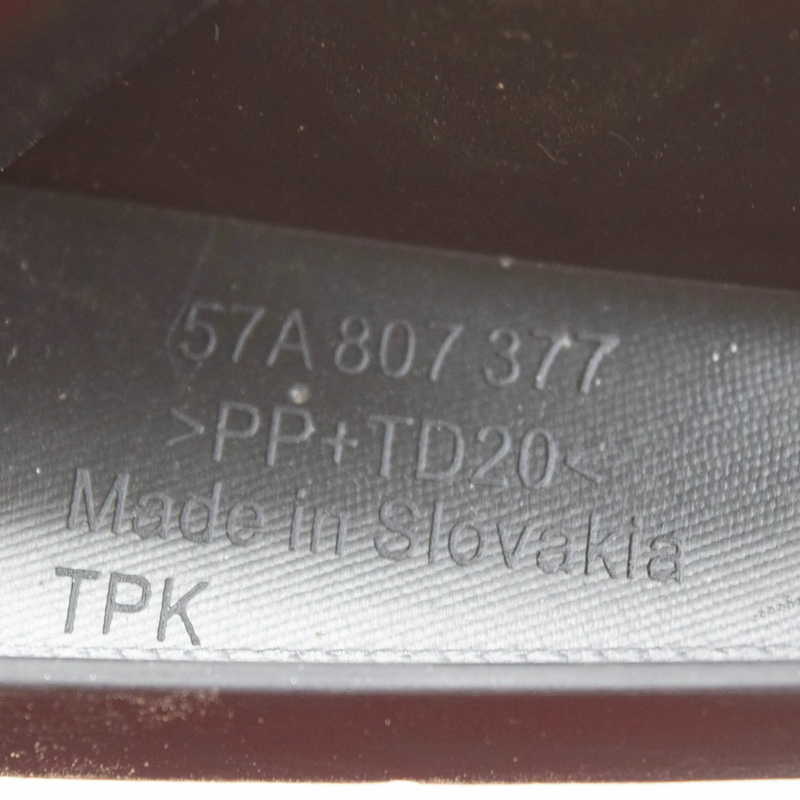 57A 807 377
>PP+TD20<
Made in Slovakia
TPK